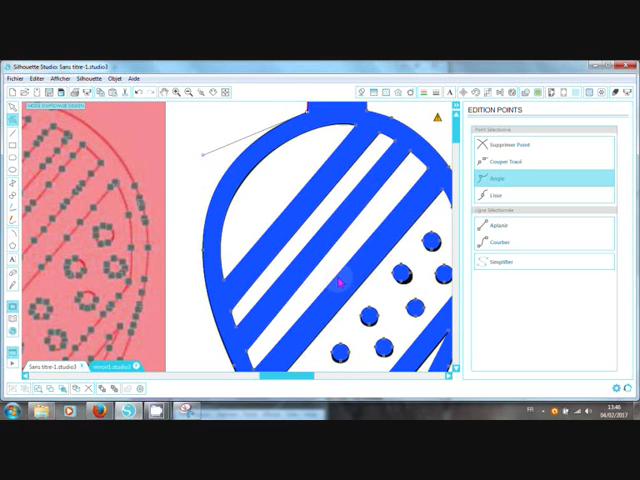 Silhouette Studio: Sans titre-1.studio3
Fichier Editer Afficher Silhouette Objet Aide
MODE D'AFFICHAGE DESSIN
EDITION POINTS
Point Sélectionné
Supprimer Point
Couper Tracé
Angle
Lisse
Ligne Sélectionnée
Aplanir
Courber
Simplifier
Sans titre-1.studio3 x
FR
13:46
04/02/2017